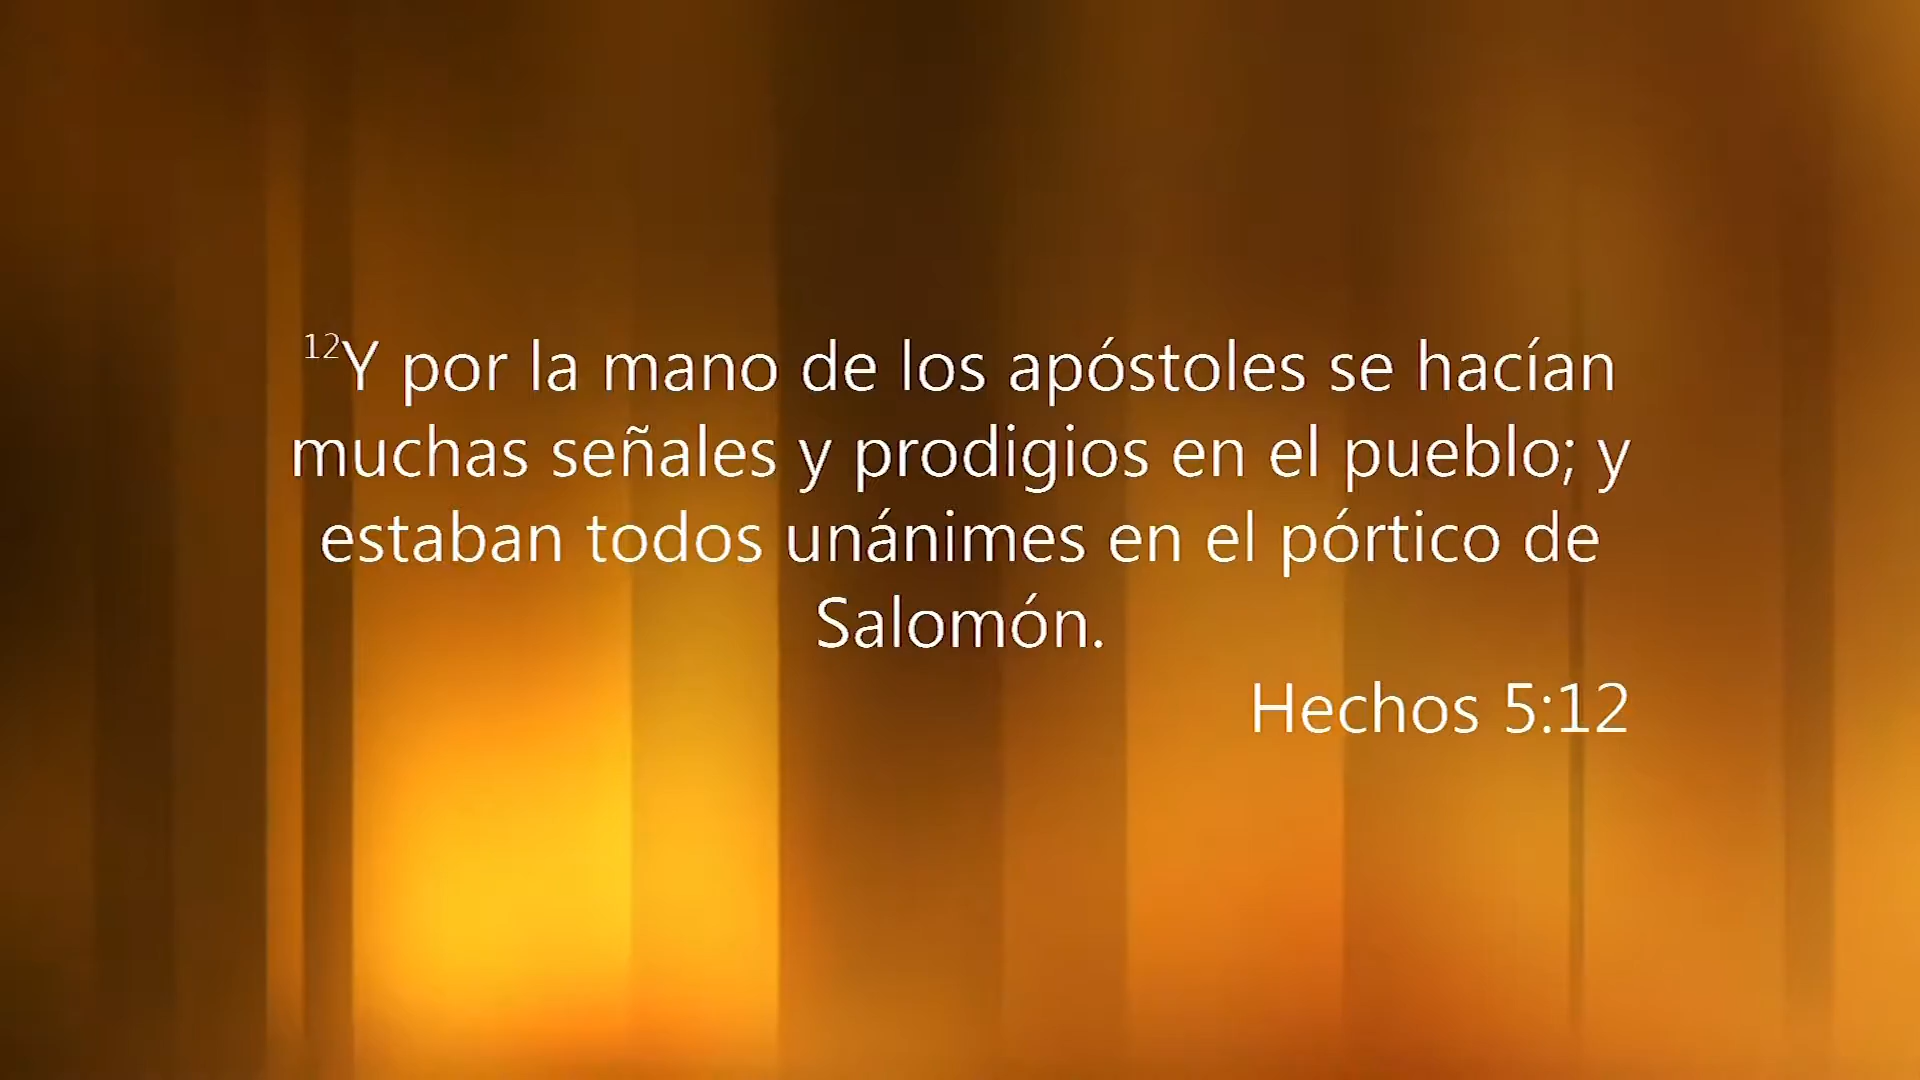 12Y por la mano de los apóstoles se hacían
muchas señales y prodigios en el pueblo; y
estaban todos unánimes en el pórtico de
Salomón.
Hechos 5:12